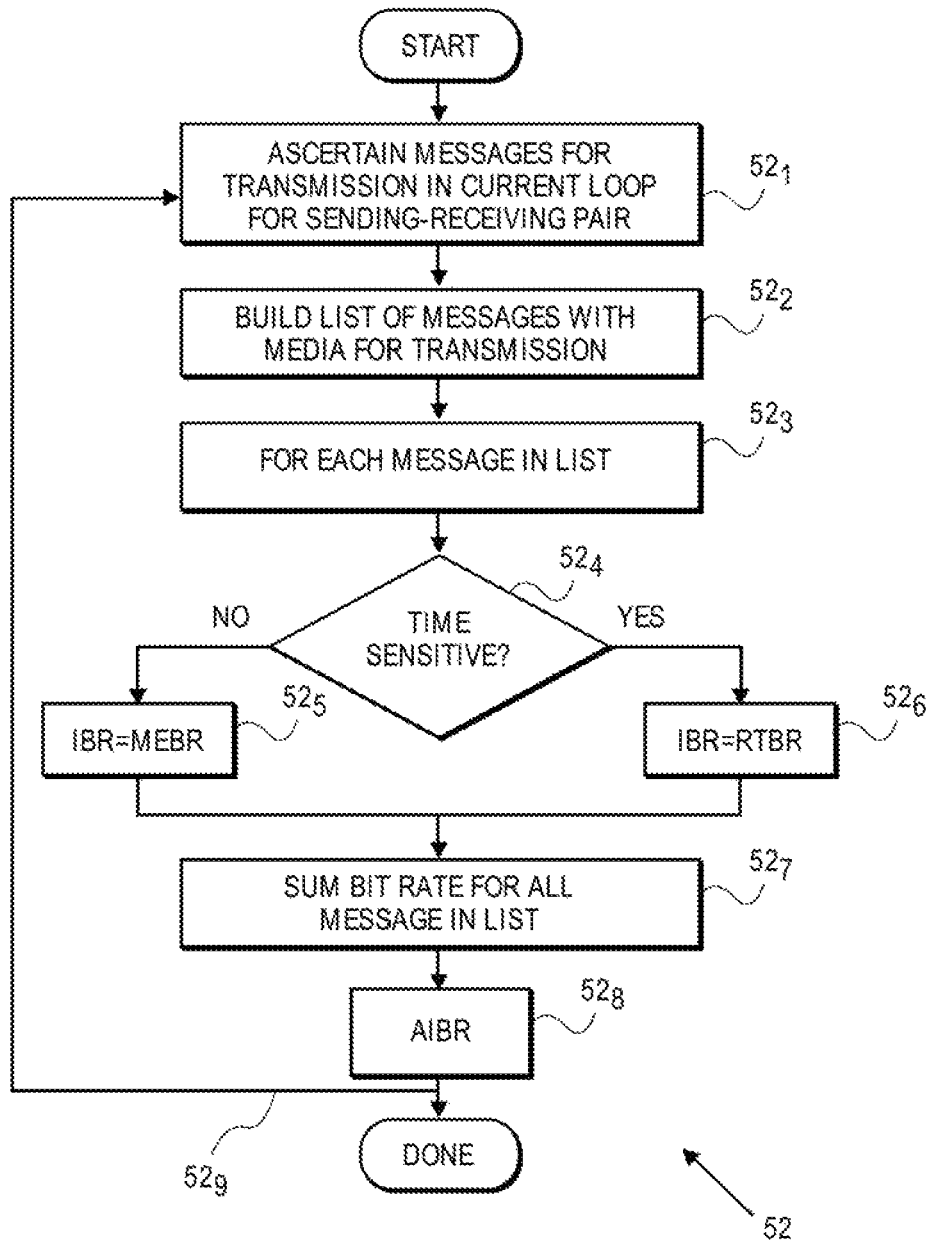 START
ASCERTAIN MESSAGES FOR
TRANSMISSION IN CURRENT LOOP
FOR SENDING-RECEIVING PAIR
52₁
BUILD LIST OF MESSAGES WITH
MEDIA FOR TRANSMISSION
52₂
FOR EACH MESSAGE IN LIST
52₃
TIME
SENSITIVE?
52₄
NO
YES
IBR=MEBR
52₅
IBR=RTBR
52₆
SUM BIT RATE FOR ALL
MESSAGE IN LIST
52₇
AIBR
52₈
DONE
52₉
52